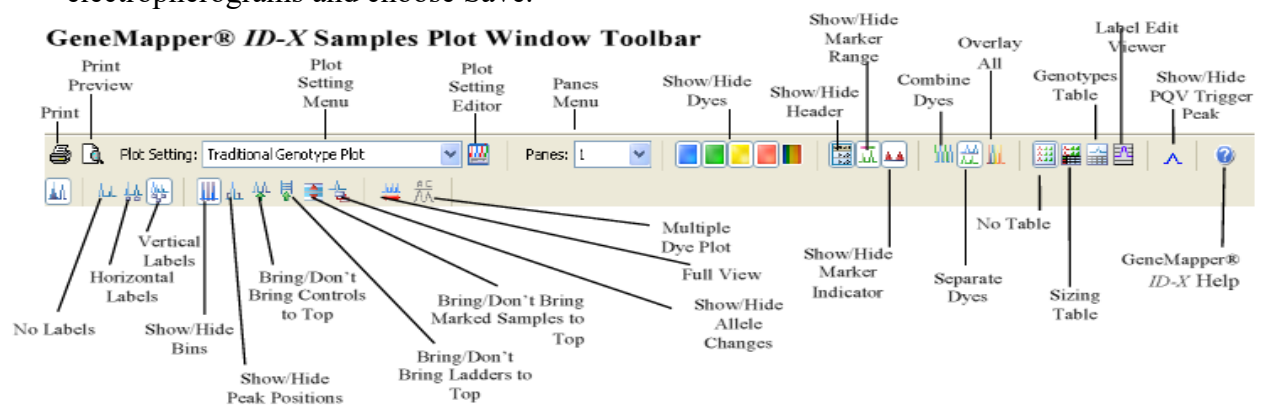 electropherograms and choose Save.
GeneMapper® ID-X Samples Plot Window Toolbar
Print
Print
Preview
Plot
Setting
Menu
Plot
Setting
Editor
Panes
Menu
Show/Hide
Dyes
Show/Hide
Header
Show/Hide
Marker
Range
Combine
Dyes
Overlay
All
Genotypes
Table
Label Edit
Viewer
Show/Hide
PQV Trigger
Peak
Plot Setting: Traditional Genotype Plot
Panes: 1
No Labels
Horizontal
Labels
Vertical
Labels
Show/Hide
Bins
Show/Hide
Peak Positions
Bring/Don't
Bring Controls
to Top
Bring/Don't
Bring Ladders to
Top
Bring/Don't Bring
Marked Samples to
Top
Show/Hide
Allele
Changes
Full View
Multiple
Dye Plot
Show/Hide
Marker
Indicator
Separate
Dyes
No Table
Sizing
Table
GeneMapper®
ID-X Help